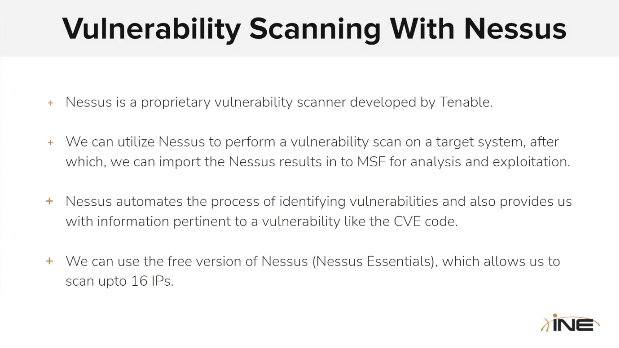 Vulnerability Scanning With Nessus
+ Nessus is a proprietary vulnerability scanner developed by Tenable.
+ We can utilize Nessus to perform a vulnerability scan on a target system, after
which, we can import the Nessus results in to MSF for analysis and exploitation.
+ Nessus automates the process of identifying vulnerabilities and also provides us
with information pertinent to a vulnerability like the CVE code.
+ We can use the free version of Nessus (Nessus Essentials), which allows us to
scan upto 16 IPs.
INE